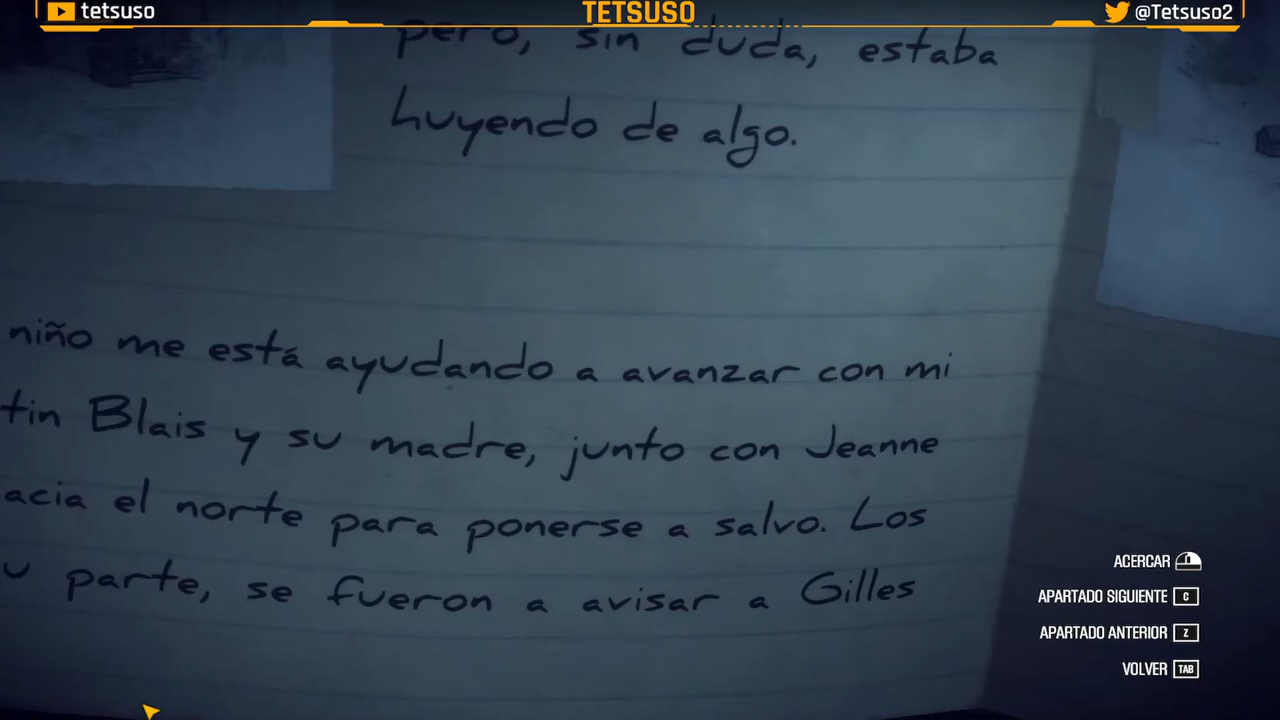 tetsuso
TETSUSO
@Tetsuso2
pero, sin duda, estaba
huyendo de algo.
niño me está ayudando a avanzar con mi
tin Blais y su madre, junto con Jeanne
acia el norte para ponerse a salvo. Los
u parte, se fueron a avisar a Gilles
ACERCAR
APARTADO SIGUIENTE C
APARTADO ANTERIOR Z
VOLVER TAB